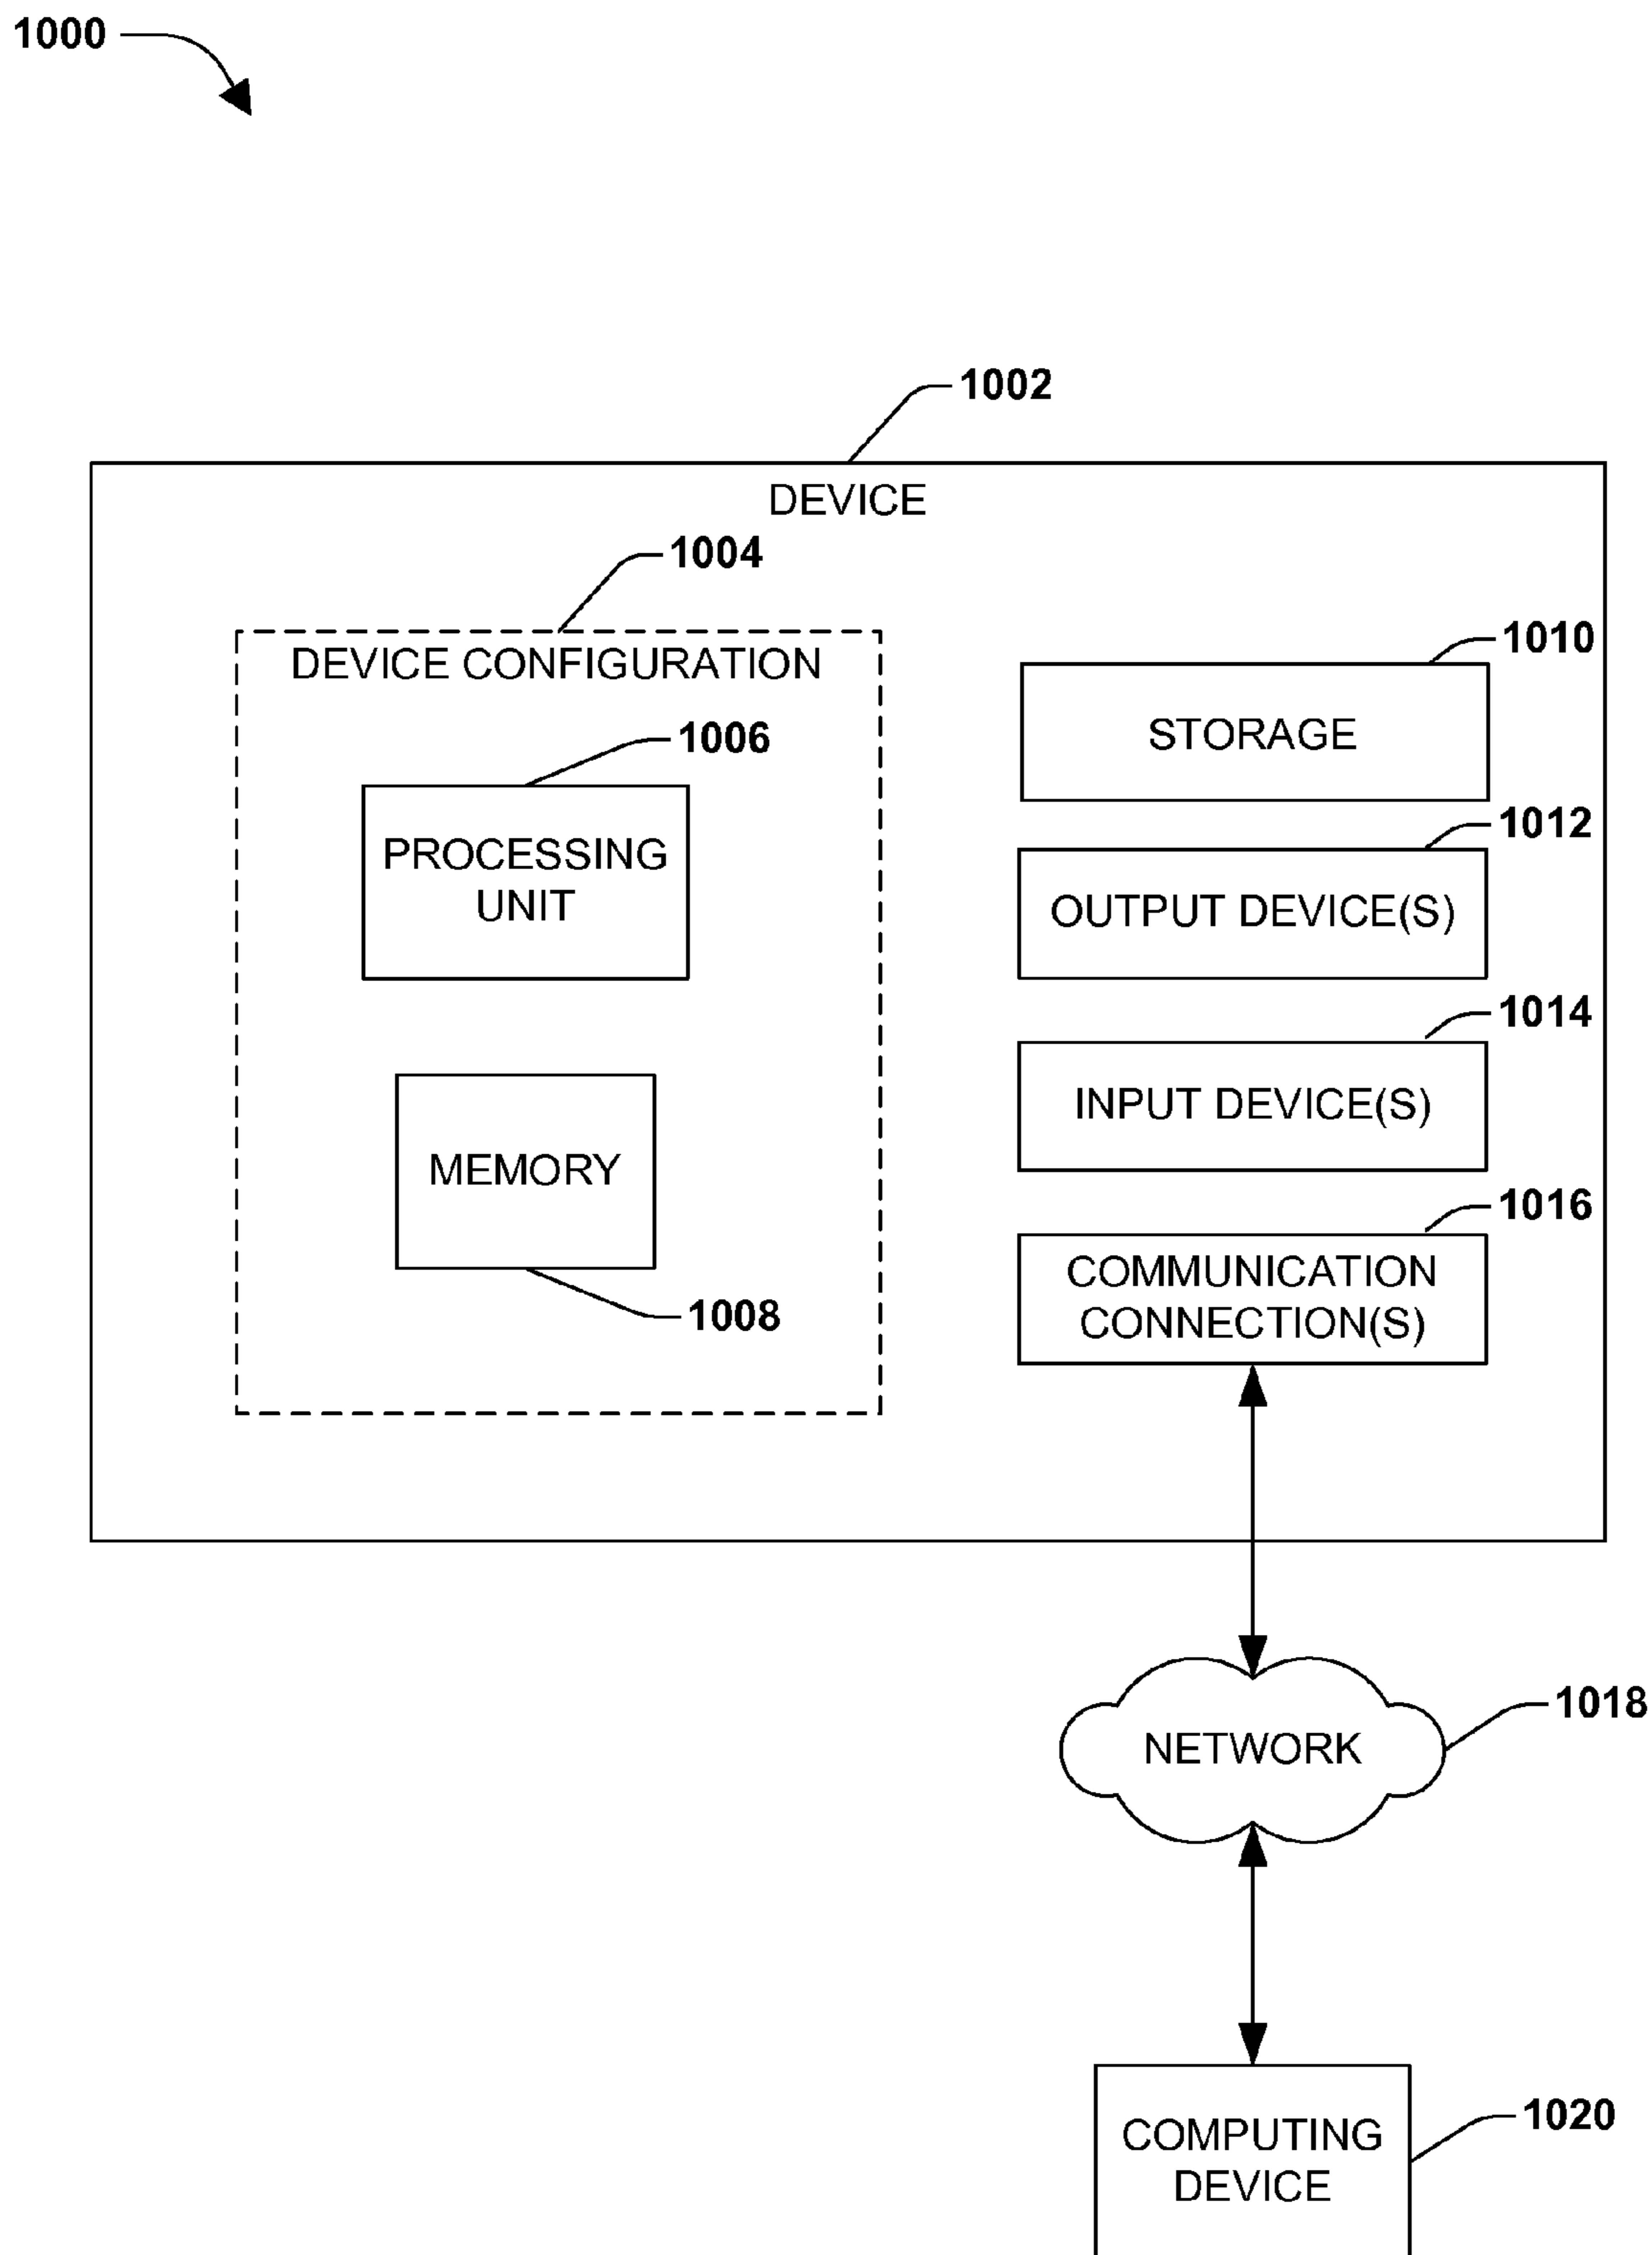 1000
1002
DEVICE
1004
DEVICE CONFIGURATION
1006
PROCESSING
UNIT
MEMORY
1008
1010
STORAGE
1012
OUTPUT DEVICE(S)
1014
INPUT DEVICE(S)
1016
COMMUNICATION
CONNECTION(S)
NETWORK
1018
COMPUTING
DEVICE
1020